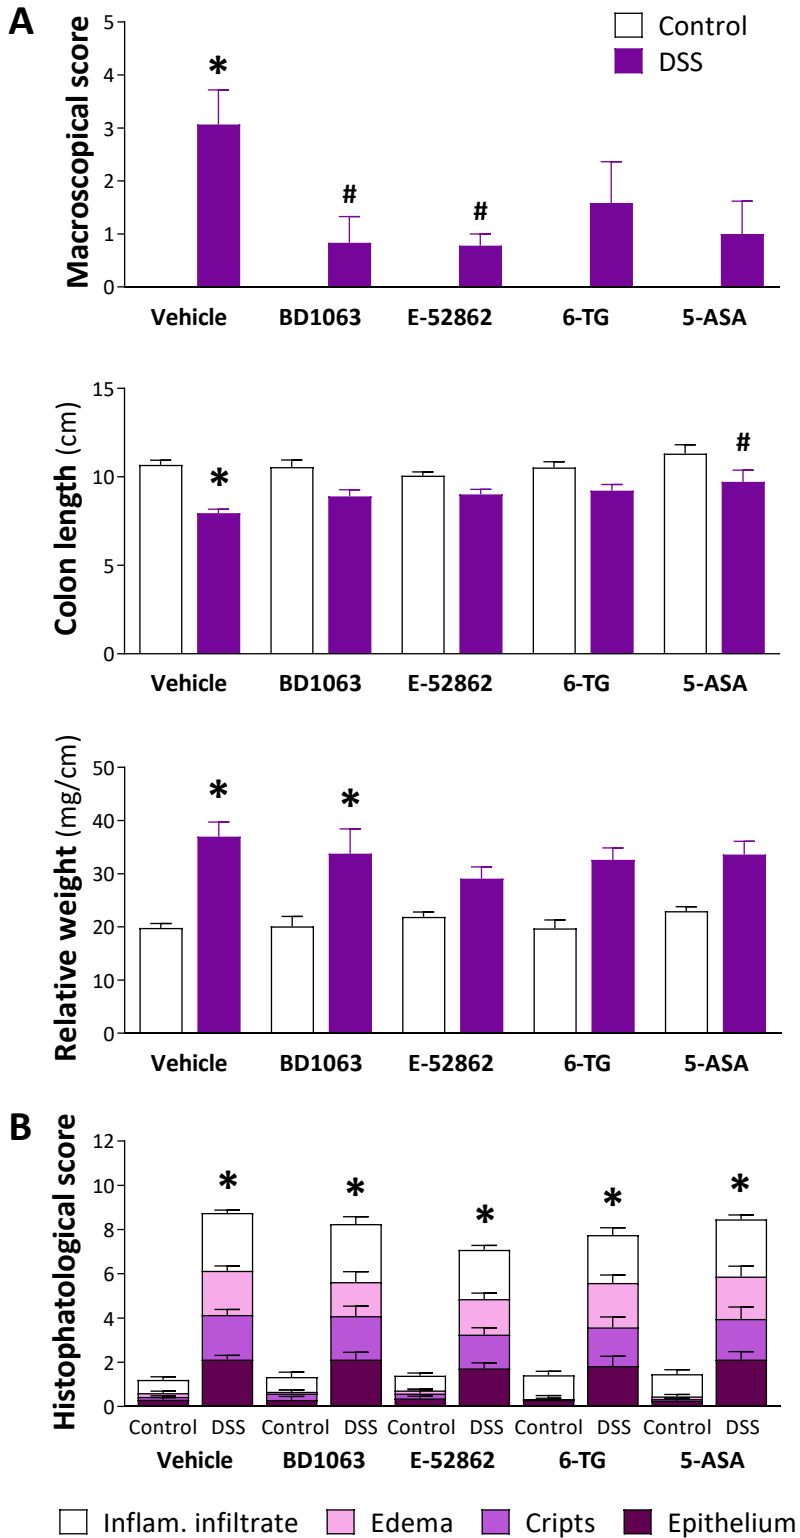 A
Macroscopical score
5
4
3
2
1
0
Control
DSS
*
#
#
Vehicle BD1063 E-52862 6-TG 5-ASA
Colon length (cm)
15
10
5
0
*
#
Vehicle BD1063 E-52862 6-TG 5-ASA
Relative weight (mg/cm)
50
40
30
20
10
0
*
*
Vehicle BD1063 E-52862 6-TG 5-ASA
B
Histophatological score
12
10
8
6
4
2
0
* * * * *
Control DSS Control DSS Control DSS Control DSS Control DSS
Vehicle BD1063 E-52862 6-TG 5-ASA
Inflam. infiltrate Edema Cripts Epithelium